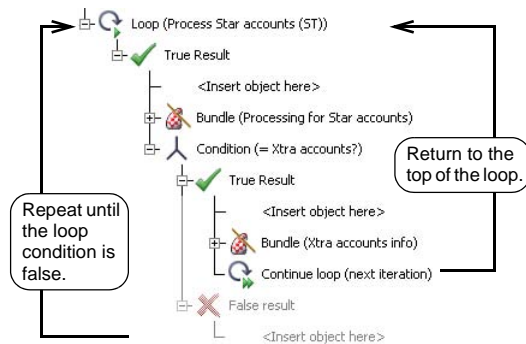 Loop (Process Star accounts (ST))
True Result
<Insert object here>
Bundle (Processing for Star accounts)
Condition (= Xtra accounts?)
Return to the
top of the loop.
True Result
Repeat until
the loop
condition is
false.
<Insert object here>
Bundle (Xtra accounts info)
Continue loop (next iteration)
False result
<Insert object here>